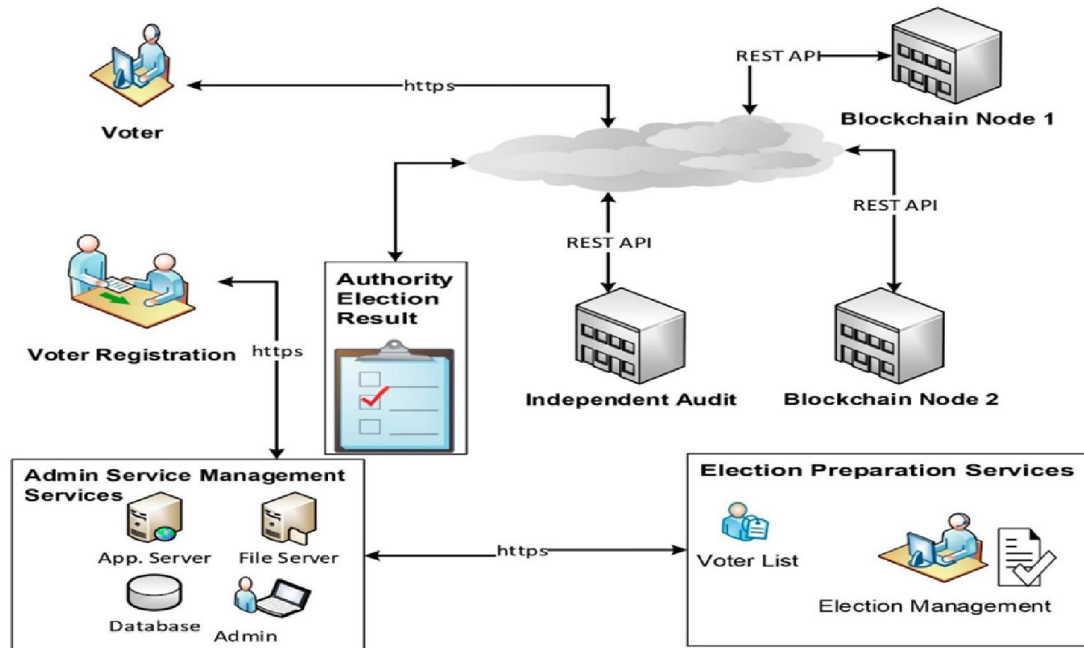 REST API
https
Voter
Blockchain Node 1
REST API
REST API
Authority
Election
Result
Voter Registration
https
Independent Audit
Blockchain Node 2
Admin Service Management
Services
App. Server
File Server
Database
Admin
https
Election Preparation Services
Voter List
Election Management